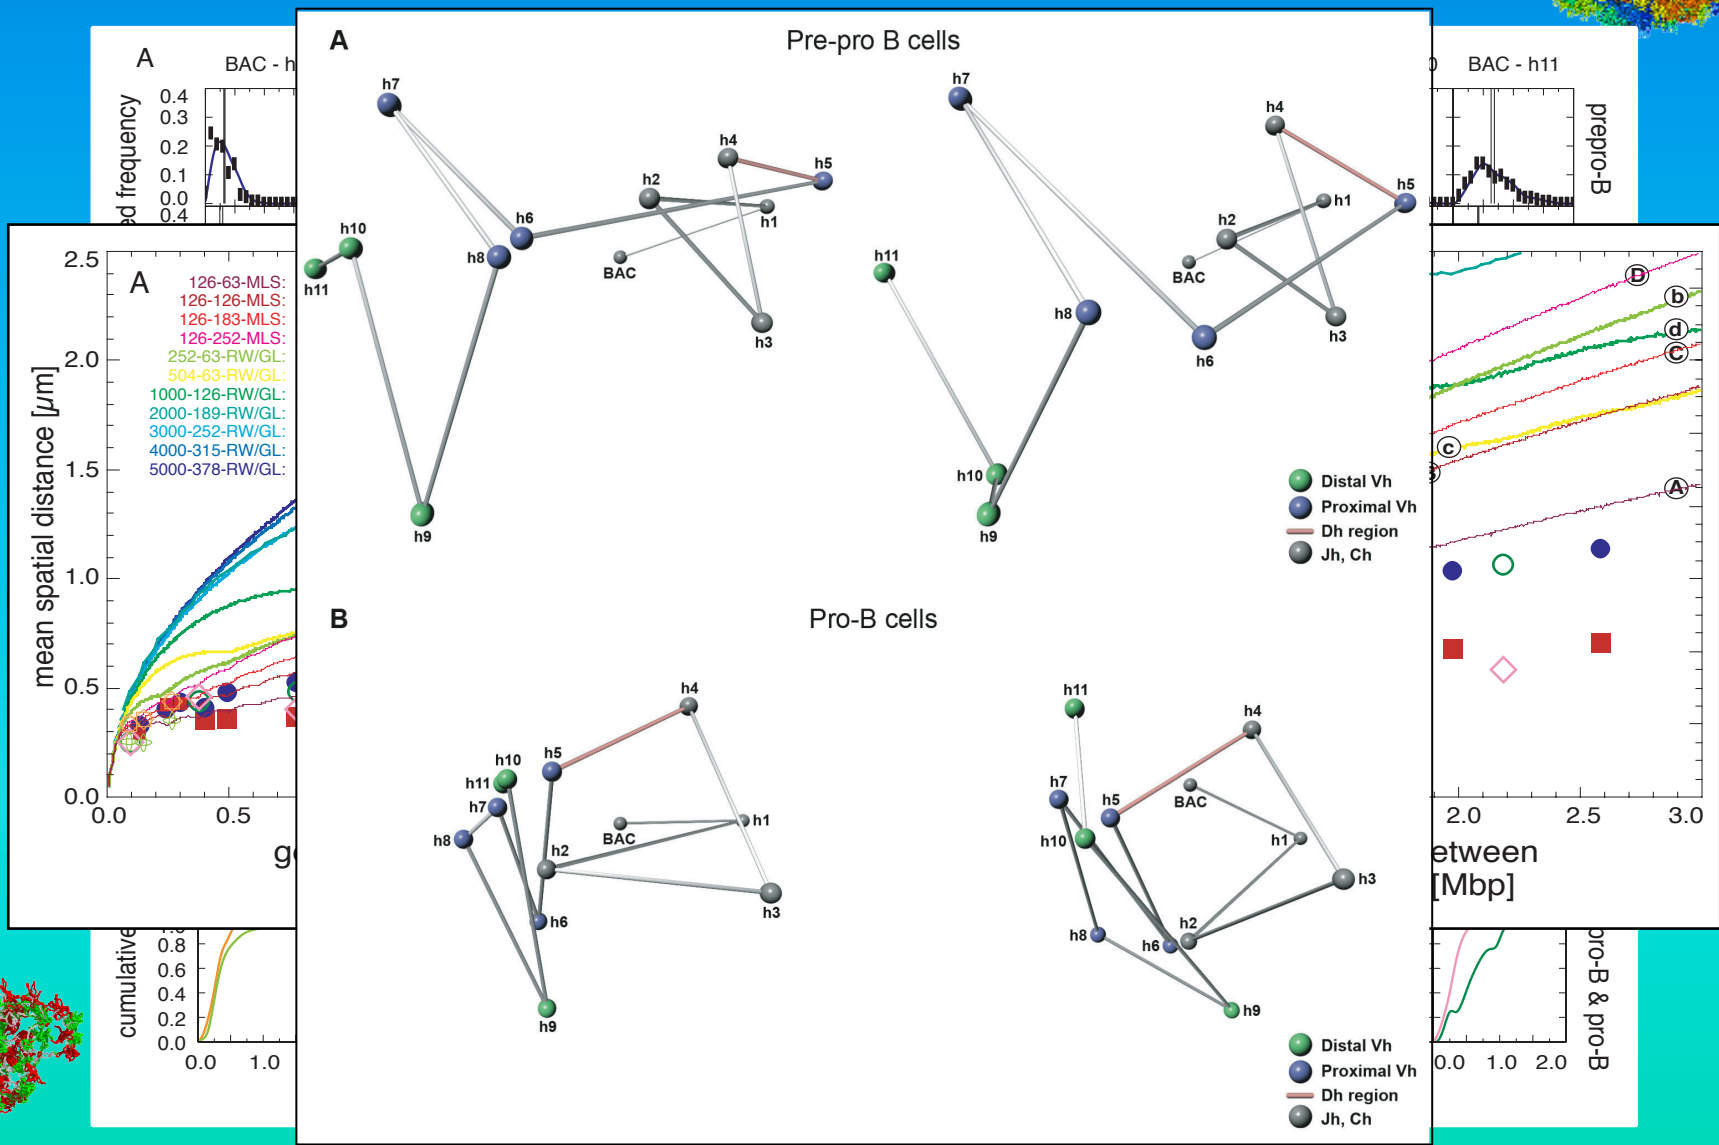 A
BAC - h
BAC - h11
ed frequency
0.4
0.3
0.2
0.1
0.0
0.4
prepro-B
A
Pre-pro B cells
h7
h4
h5
h2
h1
h6
h8
BAC
h10
h11
h3
h9
h7
h4
h5
h1
h2
BAC
h11
h8
h6
h3
h10
h9
Distal Vh
Proximal Vh
Dh region
Jh, Ch
B
Pro-B cells
h4
h5
h10
h11
h7
h8
BAC
h1
h2
h6
h3
h9
h11
h4
h7
h5
BAC
h10
h1
h3
h8
h6
h2
h9
Distal Vh
Proximal Vh
Dh region
Jh, Ch
A
126-63-MLS:
126-126-MLS:
126-183-MLS:
126-252-MLS:
252-63-RW/GL:
504-63-RW/GL:
1000-126-RW/GL:
2000-189-RW/GL:
3000-252-RW/GL:
4000-315-RW/GL:
5000-378-RW/GL:
mean spatial distance [µm]
2.5
2.0
1.5
1.0
0.5
0.0
0.0
0.5
D
b
d
C
c
A
2.0
2.5
3.0
etween
[Mbp]
cumulative
0.8
0.6
0.4
0.2
0.0
0.0
1.0
0.0
1.0
2.0
pro-B & pro-B